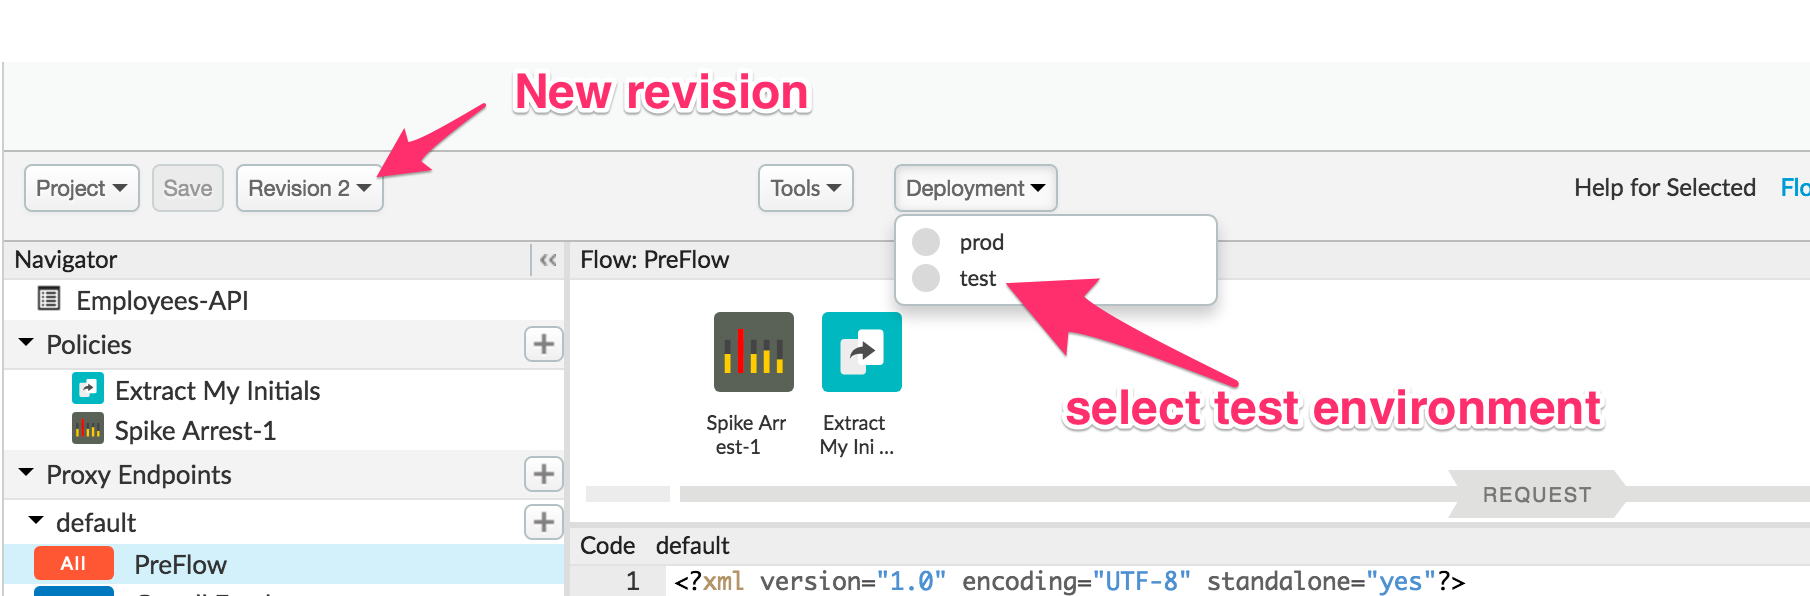 New revision
Project Save Revision 2 Tools Deployment Help for Selected Flo
prod
test
Navigator
Flow: PreFlow
Employees-API
Policies
Extract My Initials
Spike Arrest-1
Spike Arr
est-1
Extract
My Ini ...
select test environment
Proxy Endpoints
REQUEST
default
All PreFlow
Code default
1 <?xml version="1.0" encoding="UTF-8" standalone="yes"?>